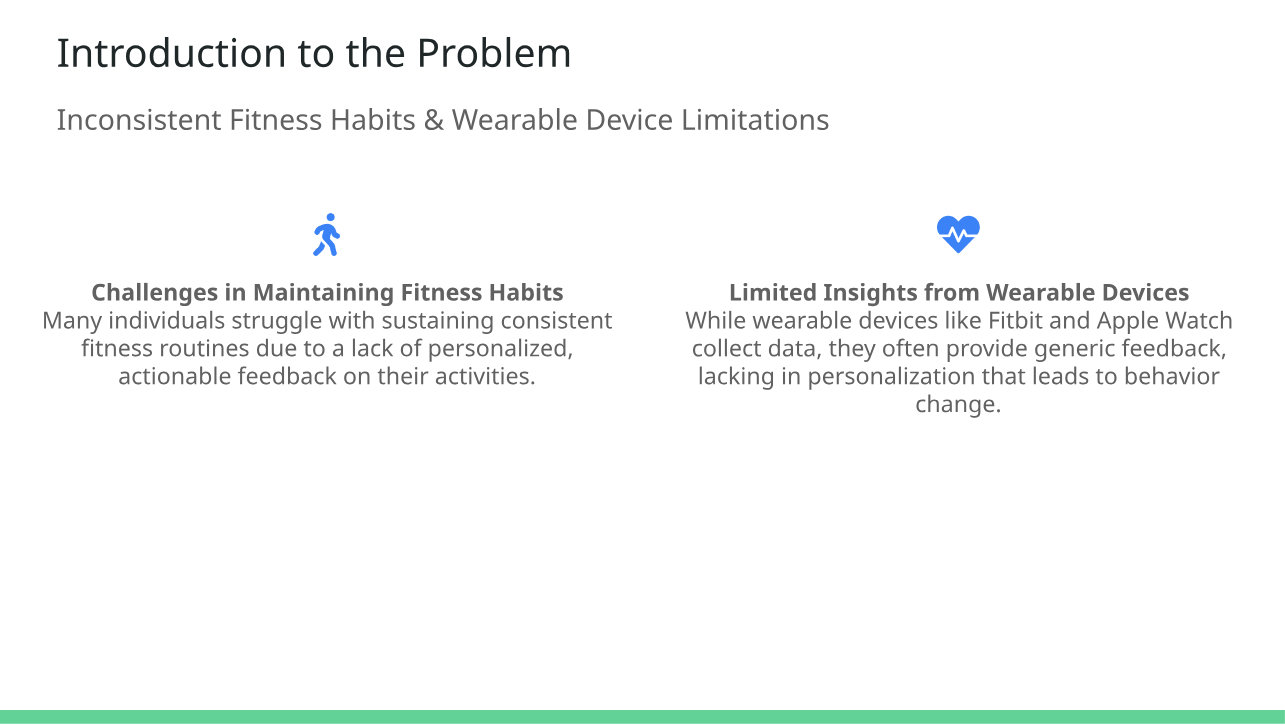 Introduction to the Problem
Inconsistent Fitness Habits & Wearable Device Limitations
Challenges in Maintaining Fitness Habits
Many individuals struggle with sustaining consistent
fitness routines due to a lack of personalized,
actionable feedback on their activities.
Limited Insights from Wearable Devices
While wearable devices like Fitbit and Apple Watch
collect data, they often provide generic feedback,
lacking in personalization that leads to behavior
change.